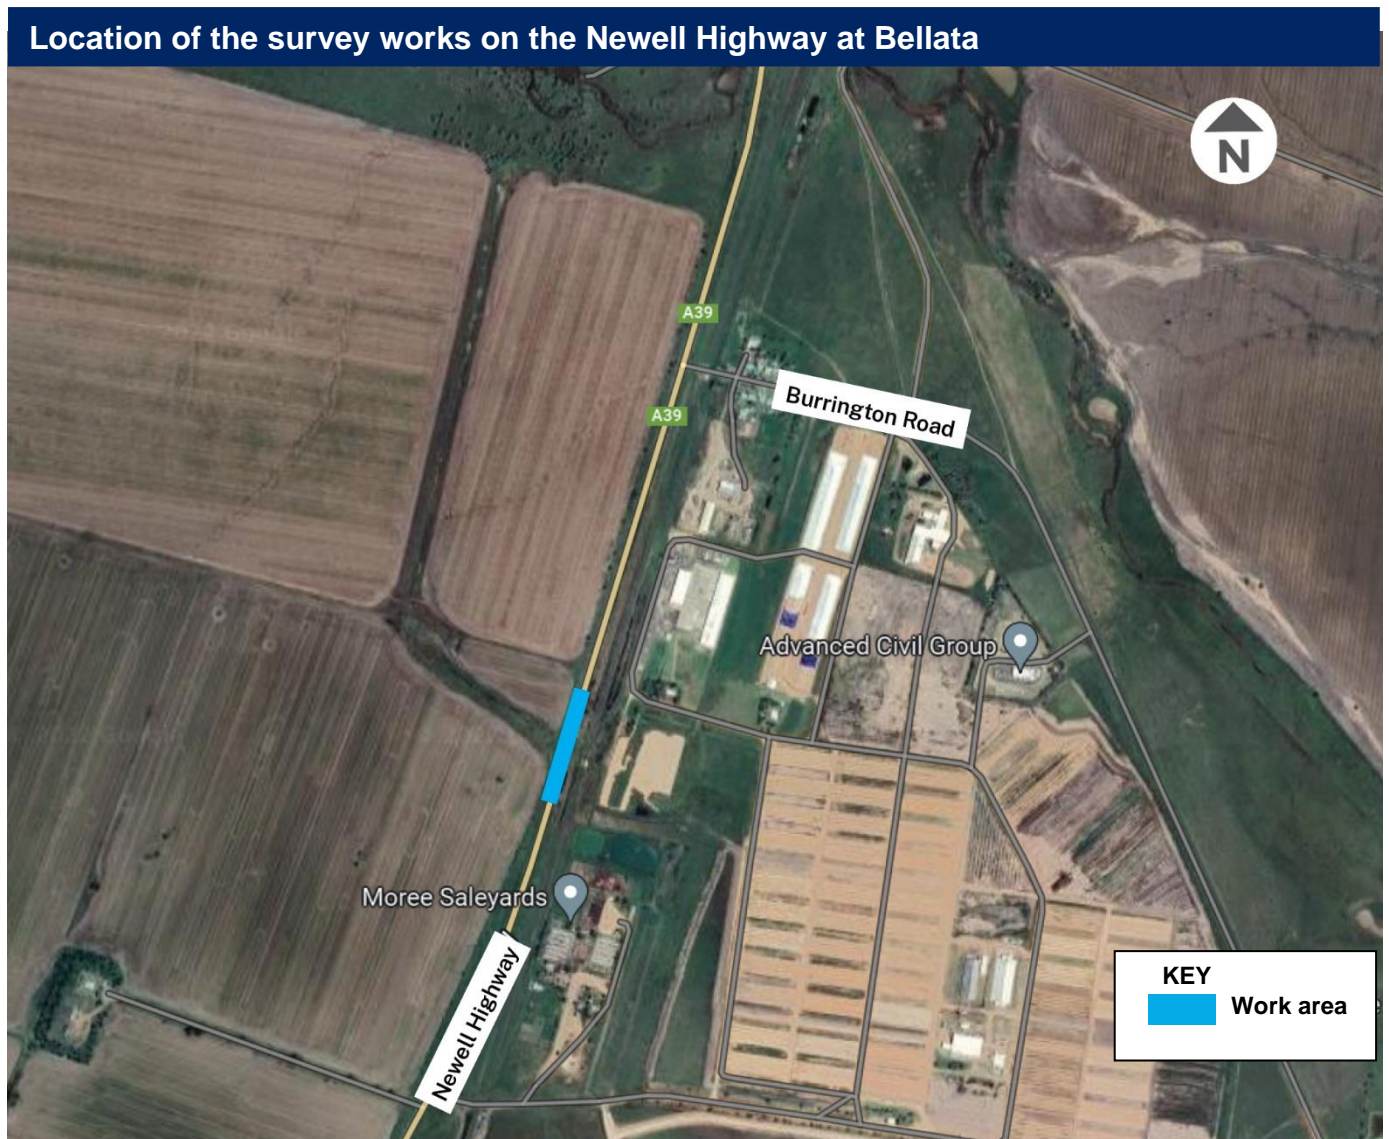 Location of the survey works on the Newell Highway at Bellata
N
A39
A39
Burrington Road
Advanced Civil Group
Moree Saleyards
Newell Highway
KEY
Work area